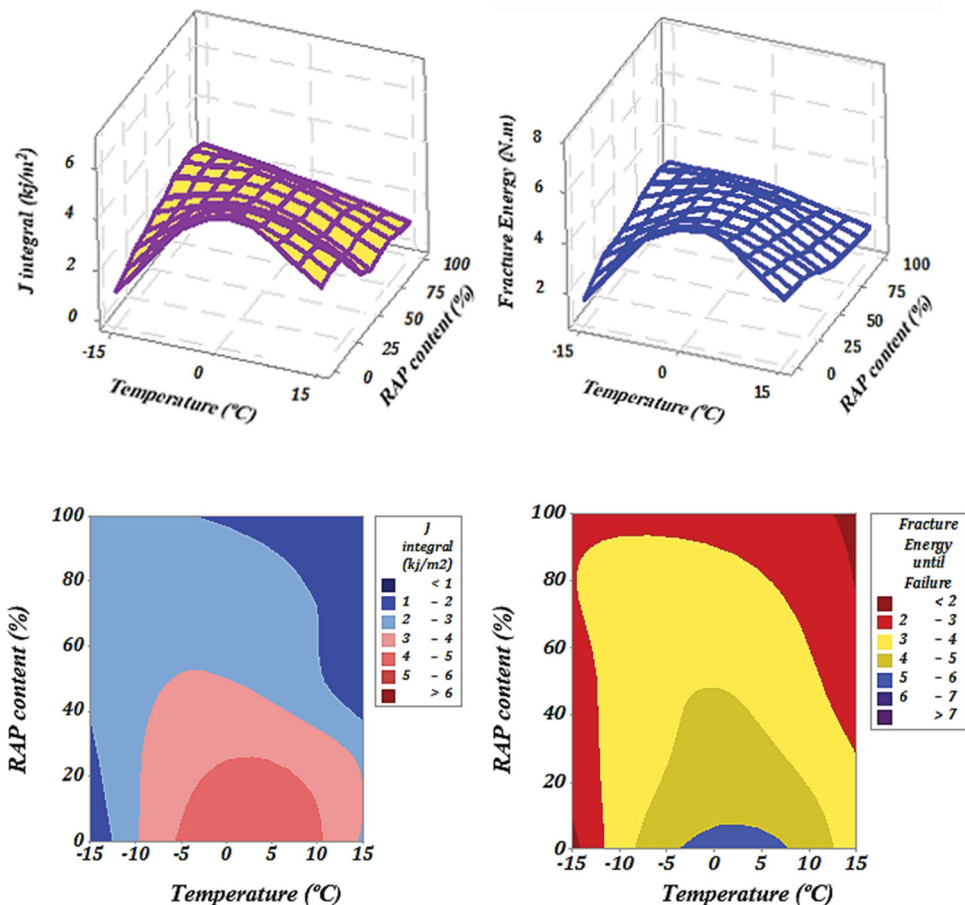 J integral (kJ/m²)
6
4
2
0
-15
0
15
Temperature (ºC)
0
25
50
75
100
RAP content (%)
Fracture Energy (N.m)
8
6
4
2
-15
0
15
Temperature (ºC)
0
25
50
75
100
RAP content (%)
RAP content (%)
100
80
60
40
20
0
-15 -10 -5 0 5 10 15
Temperature (ºC)
J
integral
(kj/m2)
< 1
1 – 2
2 – 3
3 – 4
4 – 5
5 – 6
> 6
RAP content (%)
100
80
60
40
20
0
-15 -10 -5 0 5 10 15
Temperature (ºC)
Fracture
Energy
until
Failure
< 2
2 – 3
3 – 4
4 – 5
5 – 6
6 – 7
> 7